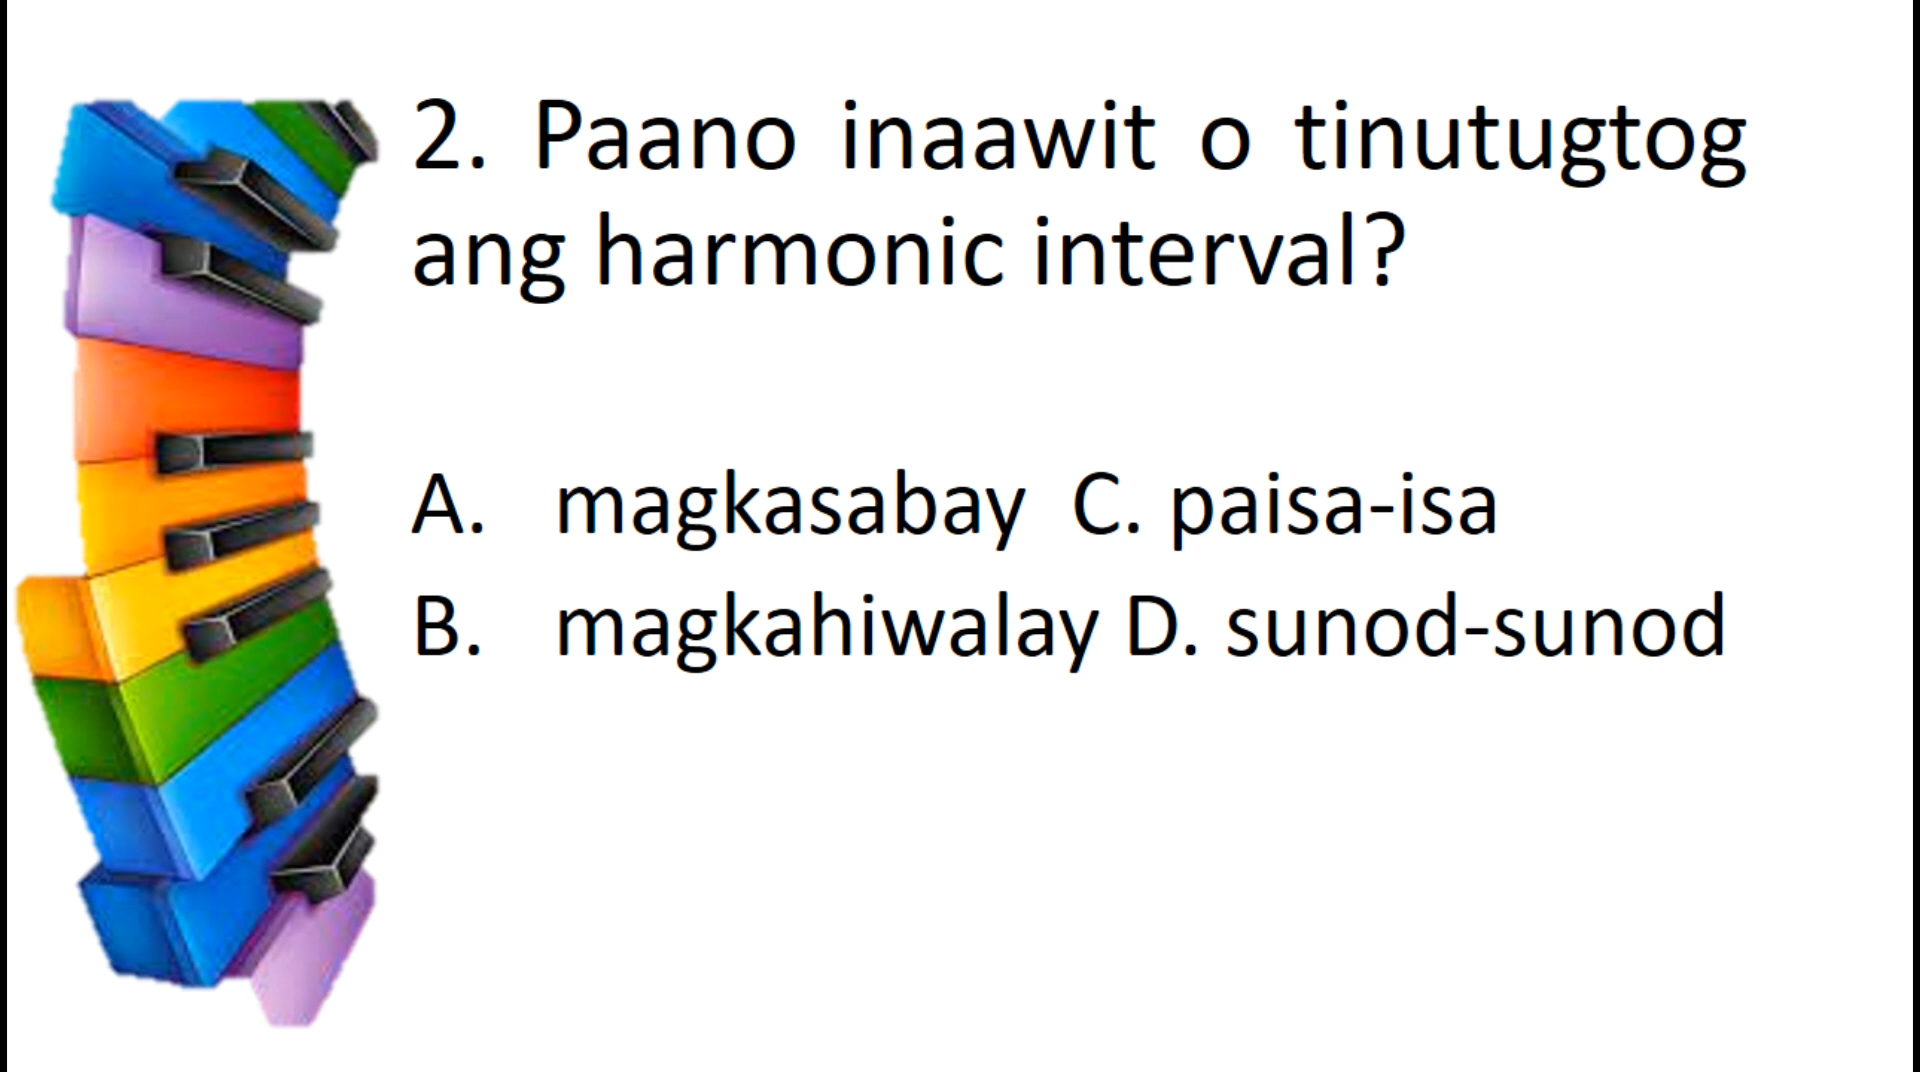 2. Paano inaawit o tinutugtog
ang harmonic interval?
A. magkasabay C. paisa-isa
B. magkahiwalay D. sunod-sunod